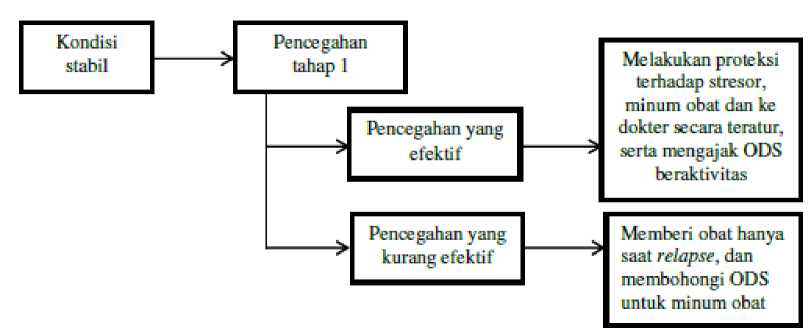 Kondisi
stabil
Pencegahan
tahap 1
Melakukan proteksi
terhadap stresor,
minum obat dan ke
dokter secara teratur,
serta mengajak ODS
beraktivitas
Pencegahan yang
efektif
Pencegahan yang
kurang efektif
Memberi obat hanya
saat relapse, dan
membohongi ODS
untuk minum obat